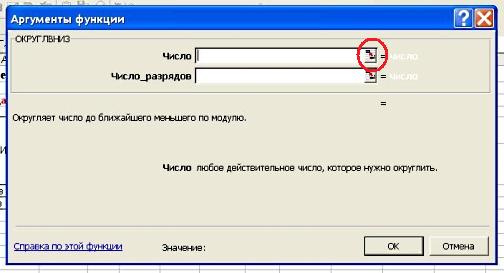 Аргументы функции
ОКРУГЛВНИЗ
Число = число
Число_разрядов = число
=
Округляет число до ближайшего меньшего по модулю.
Число любое действительное число, которое нужно округлить.
Справка по этой функции Значение: ОК Отмена